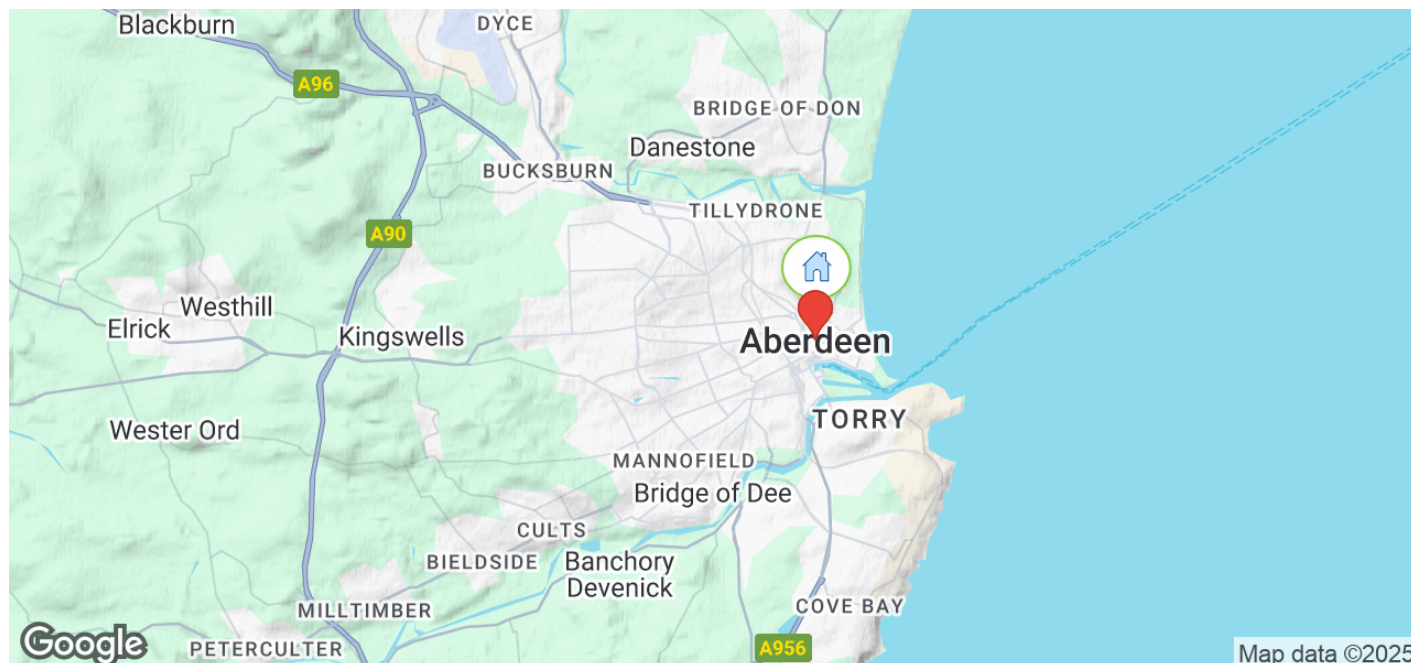 Blackburn
DYCE
A96
BRIDGE OF DON
Danestone
BUCKSBURN
TILLYDRONE
A90
Westhill
Elrick
Kingswells
Aberdeen
TORRY
Wester Ord
MANNOFIELD
Bridge of Dee
CULTS
BIELDSIDE
Banchory
Devenick
MILLTIMBER
COVE BAY
PETERCULTER
A956
Google
Map data ©2025